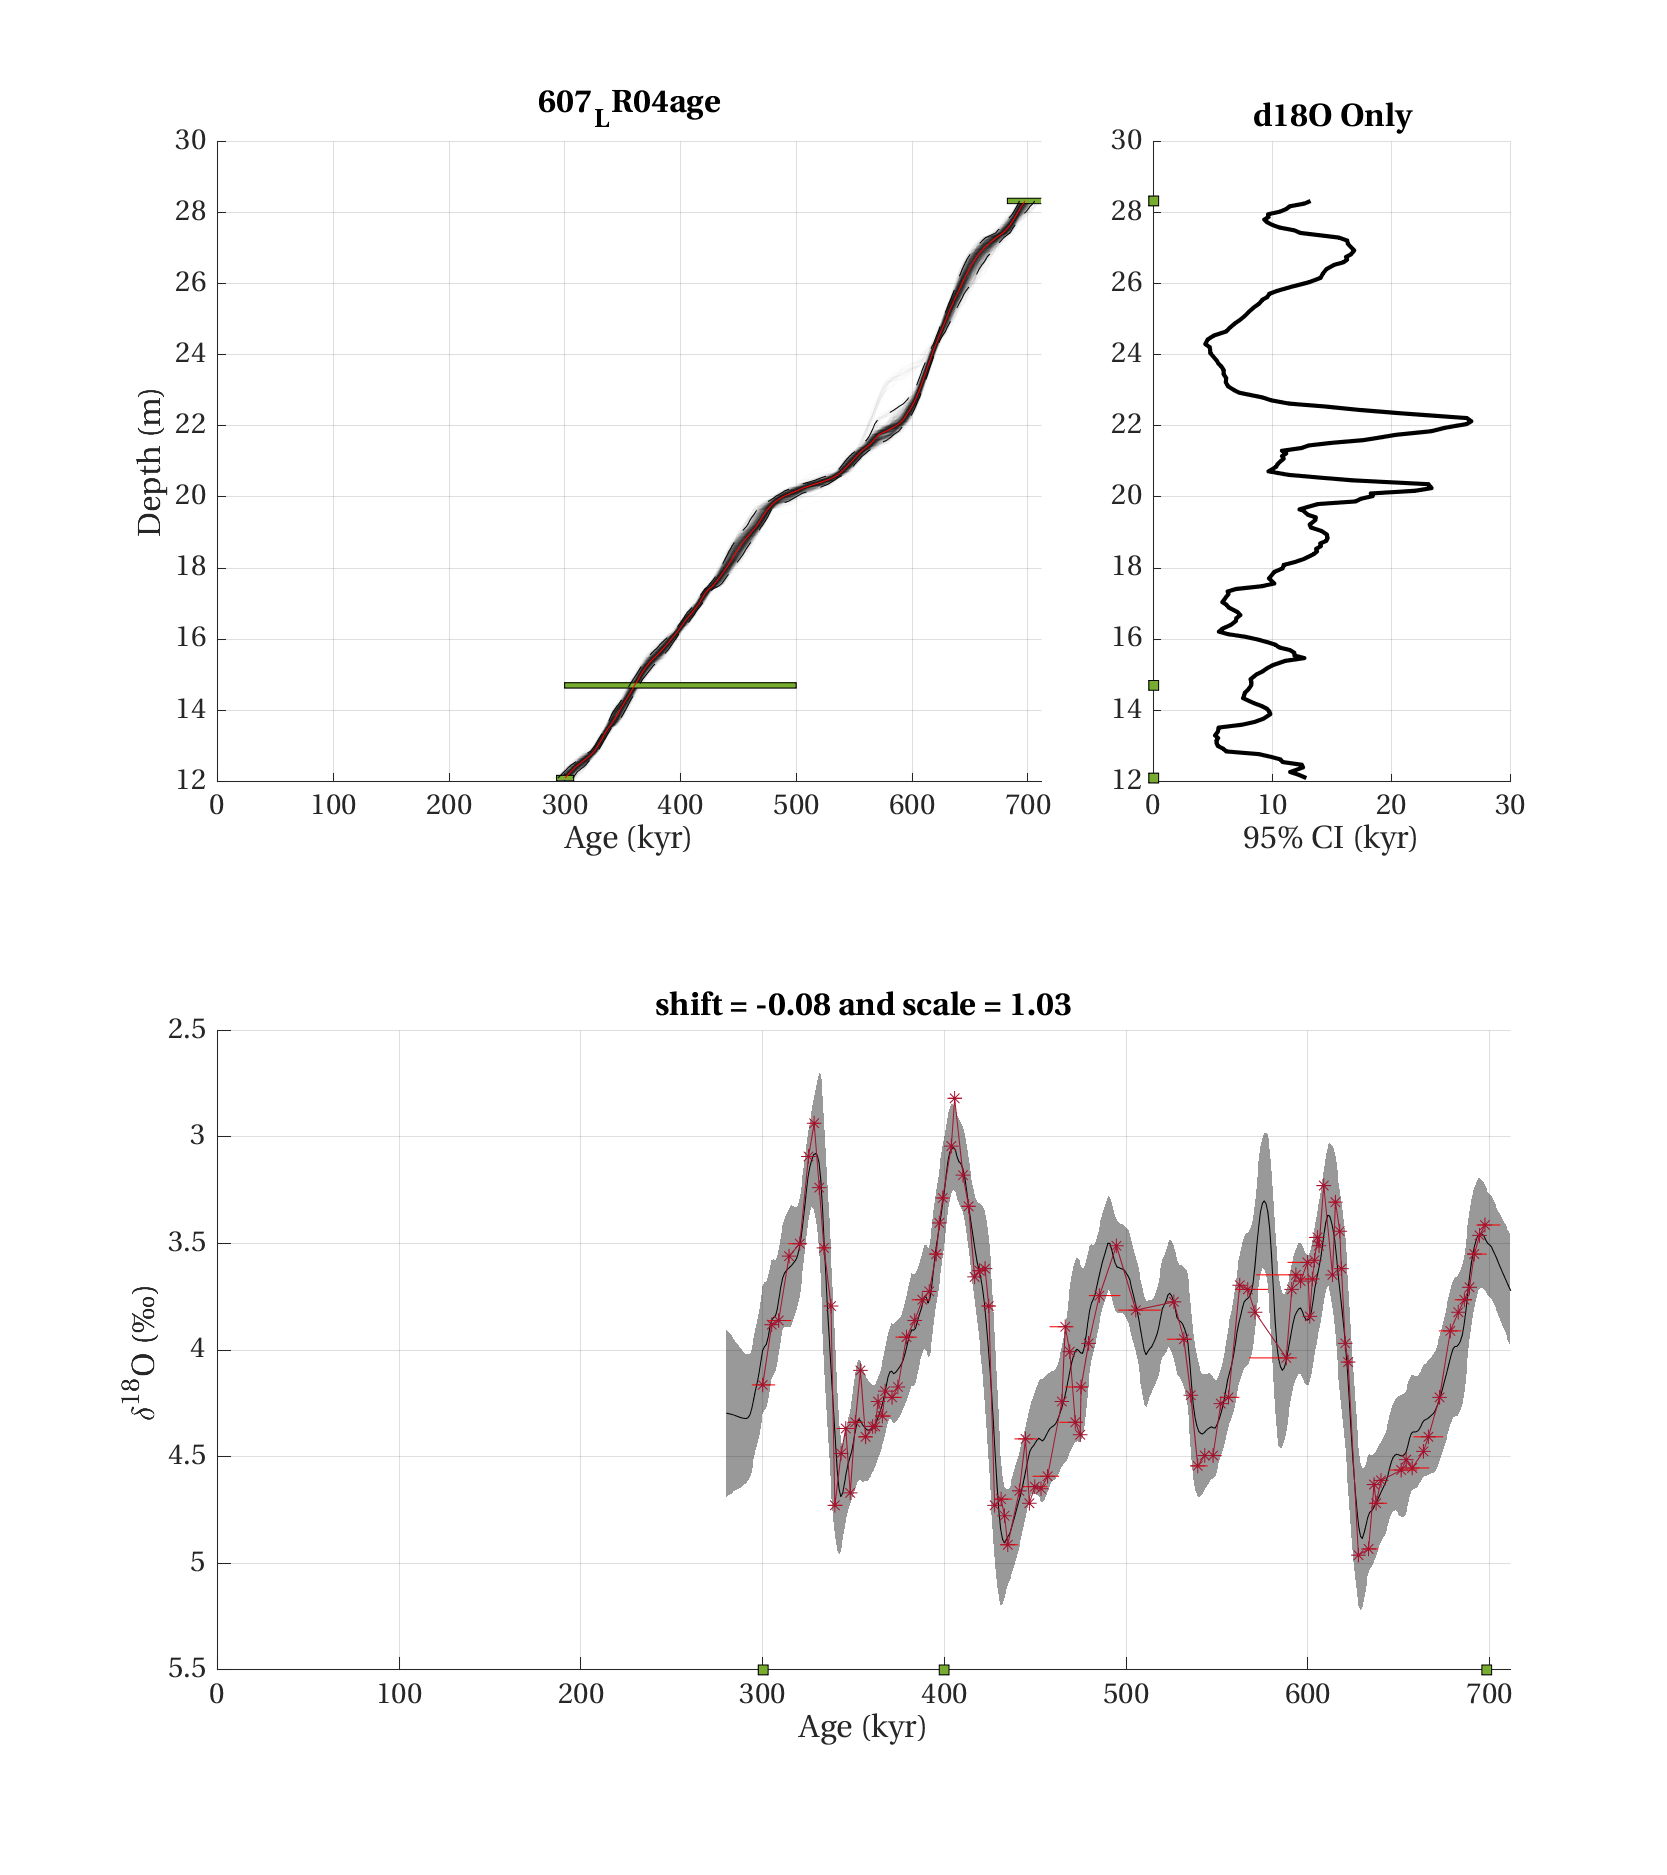 607_LR04age
30
28
26
24
22
20
18
16
14
12
0 100 200 300 400 500 600 700
Depth (m)
Age (kyr)
d18O Only
30
28
26
24
22
20
18
16
14
12
0 10 20 30
95% CI (kyr)
shift = -0.08 and scale = 1.03
2.5
3
3.5
4
4.5
5
5.5
0 100 200 300 400 500 600 700
δ18O (‰)
Age (kyr)